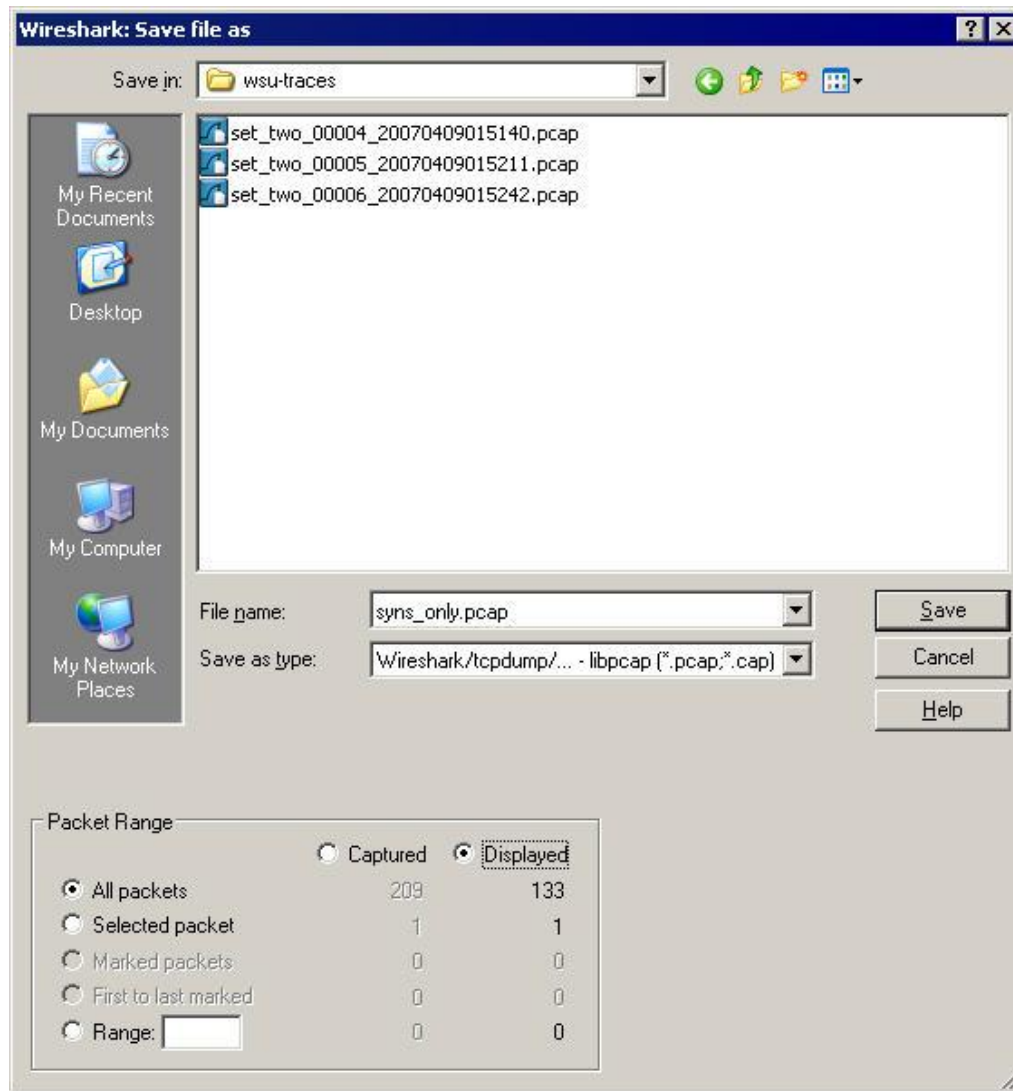 Wireshark: Save file as
Save in: wsu-traces
My Recent Documents
Desktop
My Documents
My Computer
My Network Places
set_two_00004_20070409015140.pcap
set_two_00005_20070409015211.pcap
set_two_00006_20070409015242.pcap
File name: syns_only.pcap Save
Save as type: Wireshark/tcpdump/... - libpcap (*.pcap;*.cap) Cancel
Help
Packet Range
Captured Displayed
All packets 209 133
Selected packet 1 1
Marked packets 0 0
First to last marked 0 0
Range: 0 0